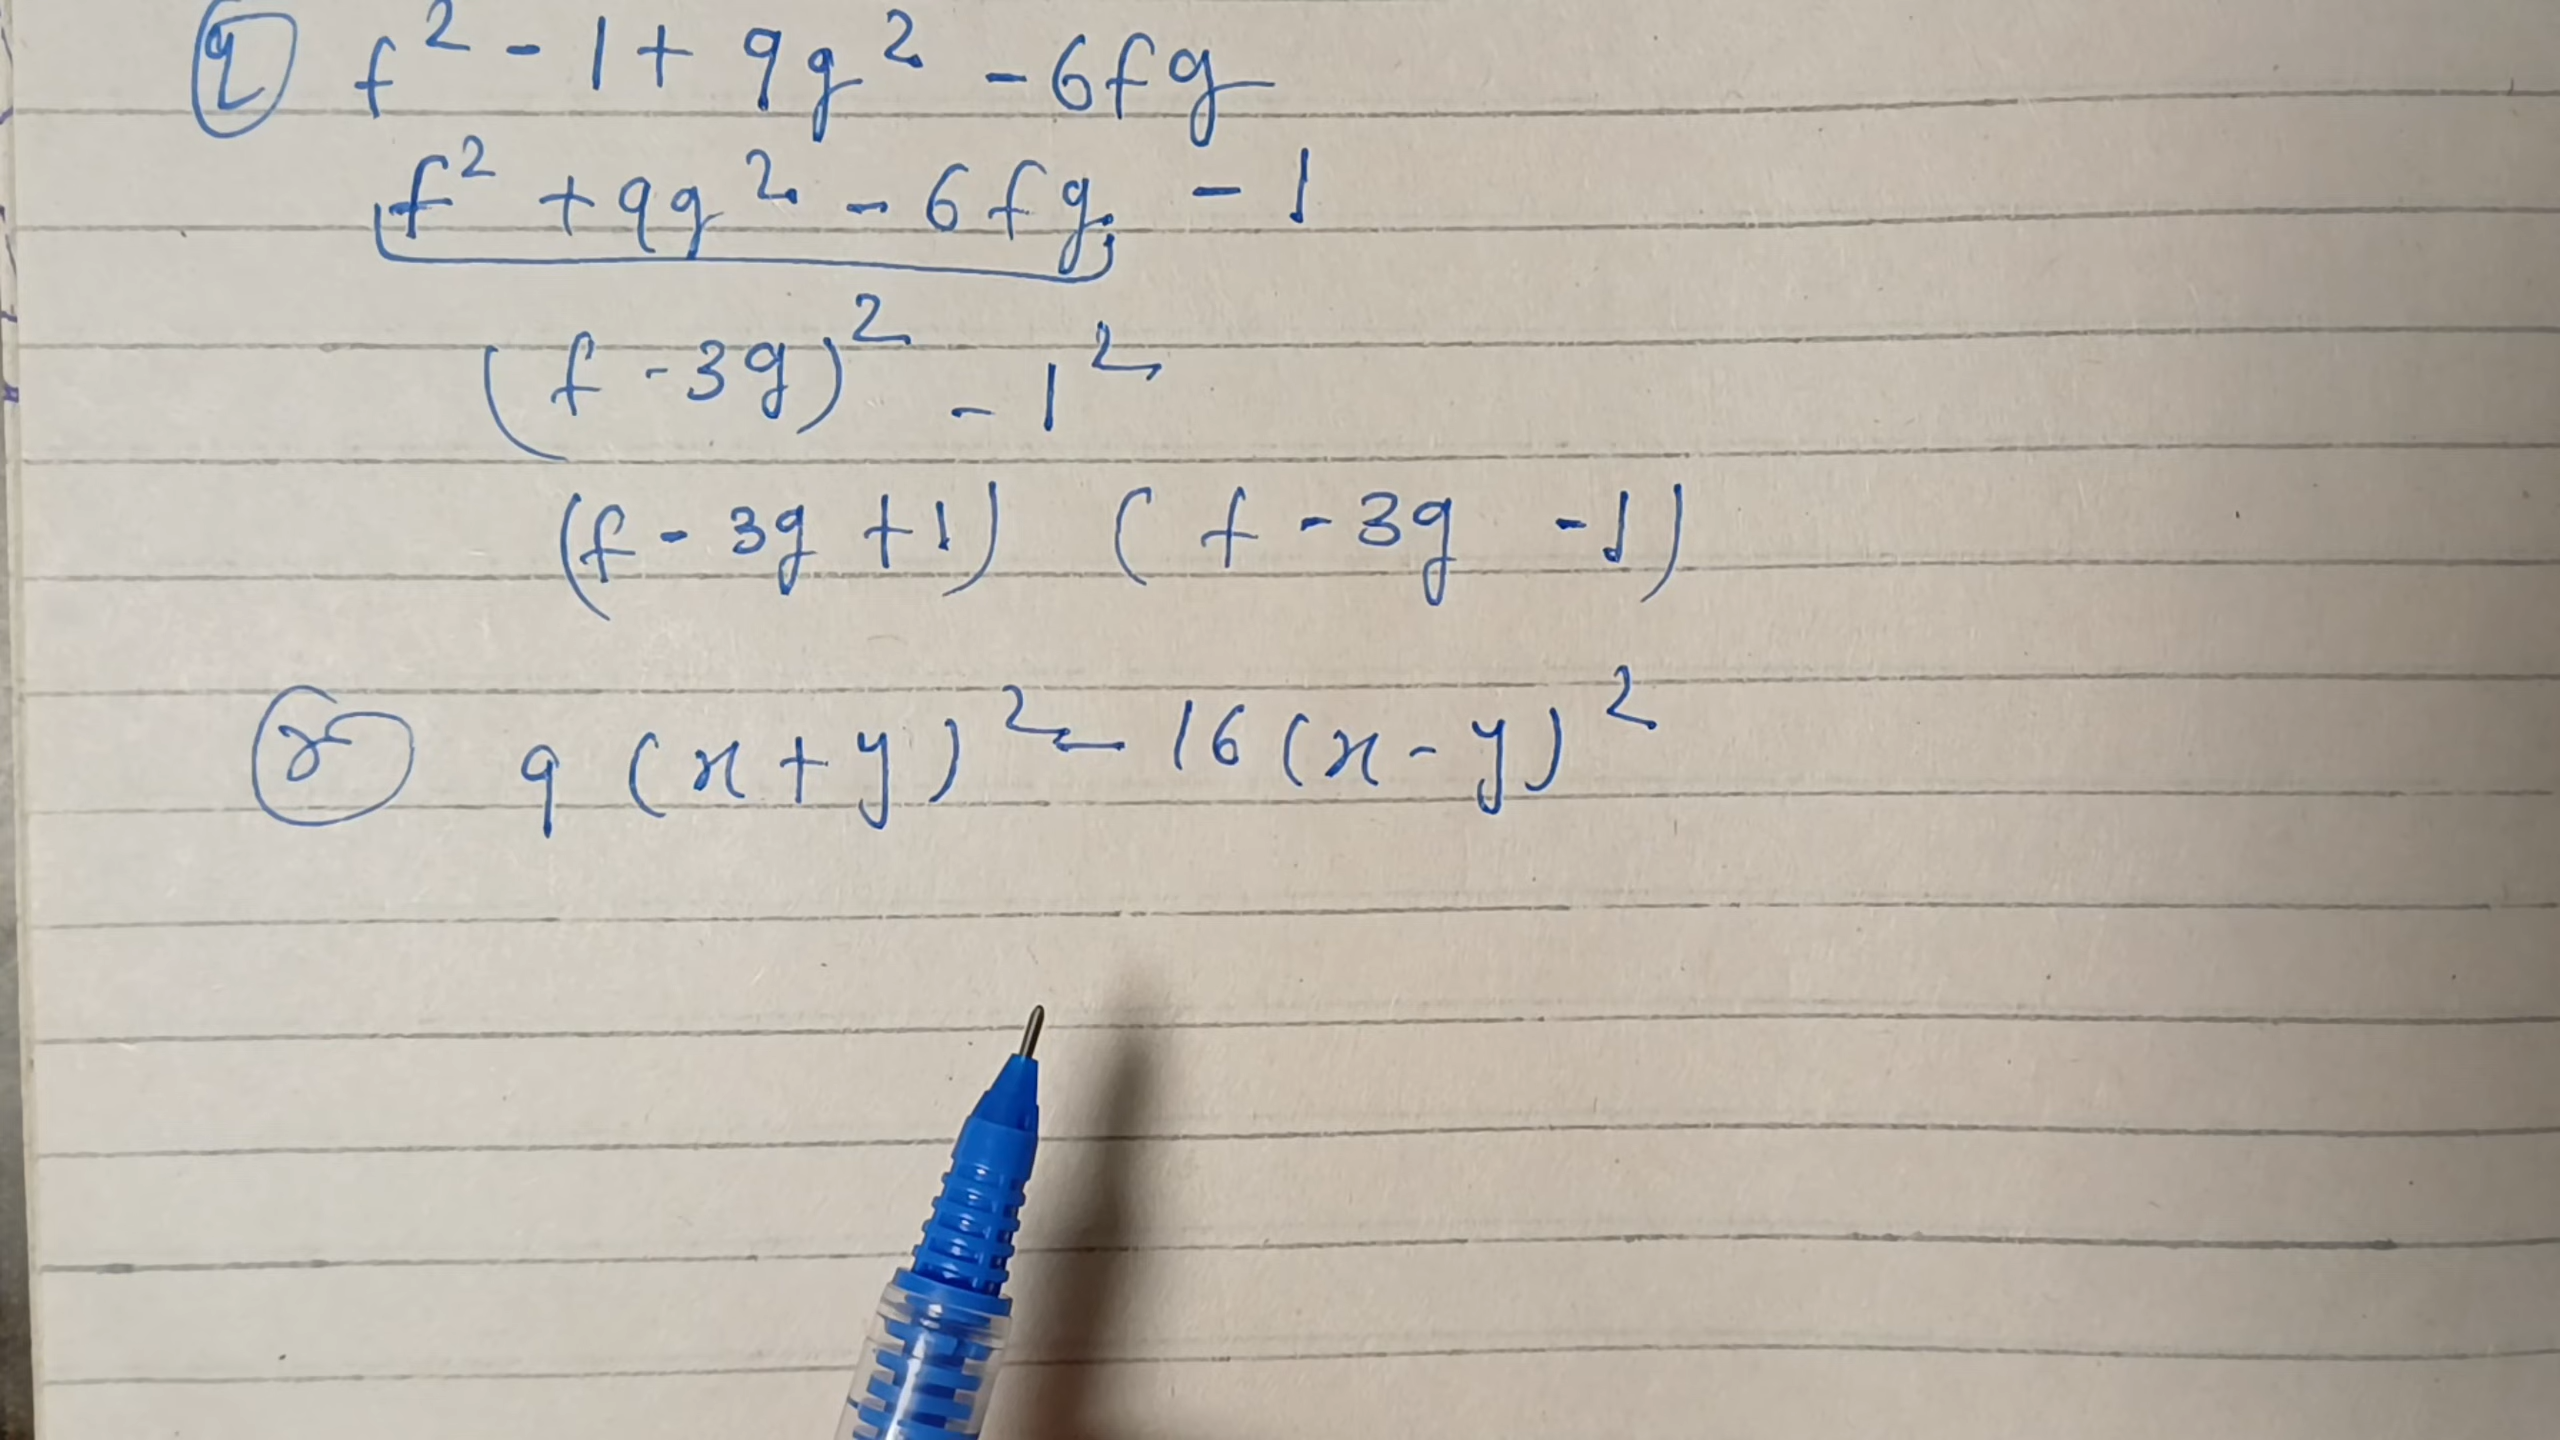 q f² - 1 + 9g² - 6fg
f² + 9g² - 6fg - 1
(f - 3g)² - 1²
(f - 3g + 1) (f - 3g - 1)
r 9 (x + y)² - 16 (x - y)²